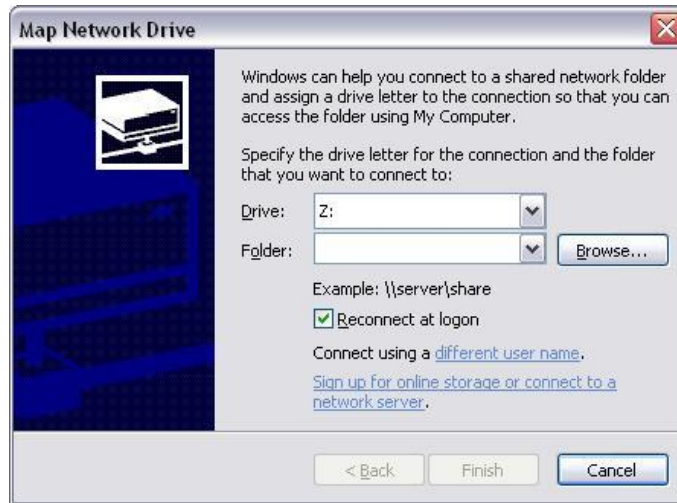 Map Network Drive
Windows can help you connect to a shared network folder
and assign a drive letter to the connection so that you can
access the folder using My Computer.
Specify the drive letter for the connection and the folder
that you want to connect to:
Drive: Z:
Folder: Browse...
Example: \\server\share
Reconnect at logon
Connect using a different user name.
Sign up for online storage or connect to a
network server.
< Back Finish Cancel